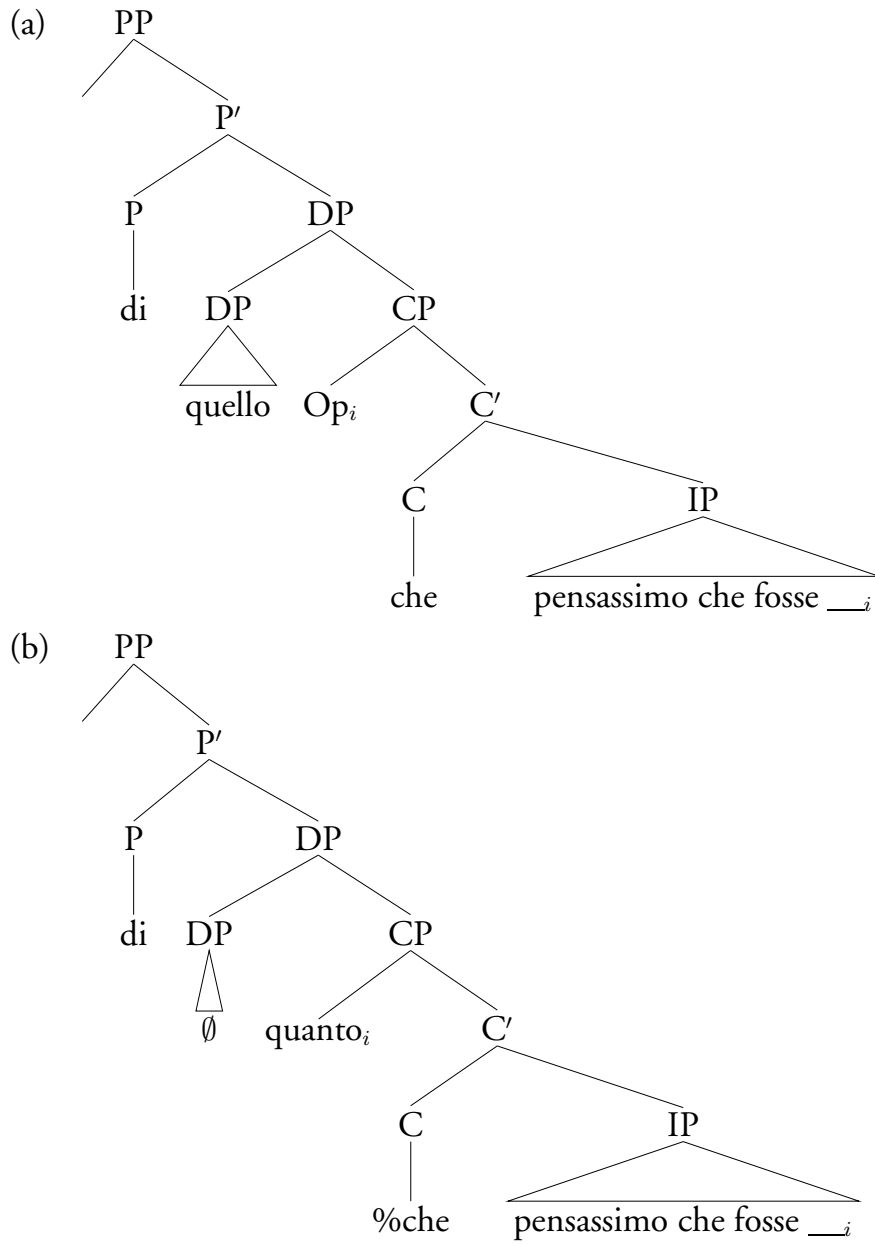 (a) PP
P′
P DP
di DP CP
quello Opᵢ C′
C IP
che pensassimo che fosse __ᵢ
(b) PP
P′
P DP
di DP CP
∅ quantoᵢ C′
C IP
%che pensassimo che fosse __ᵢ